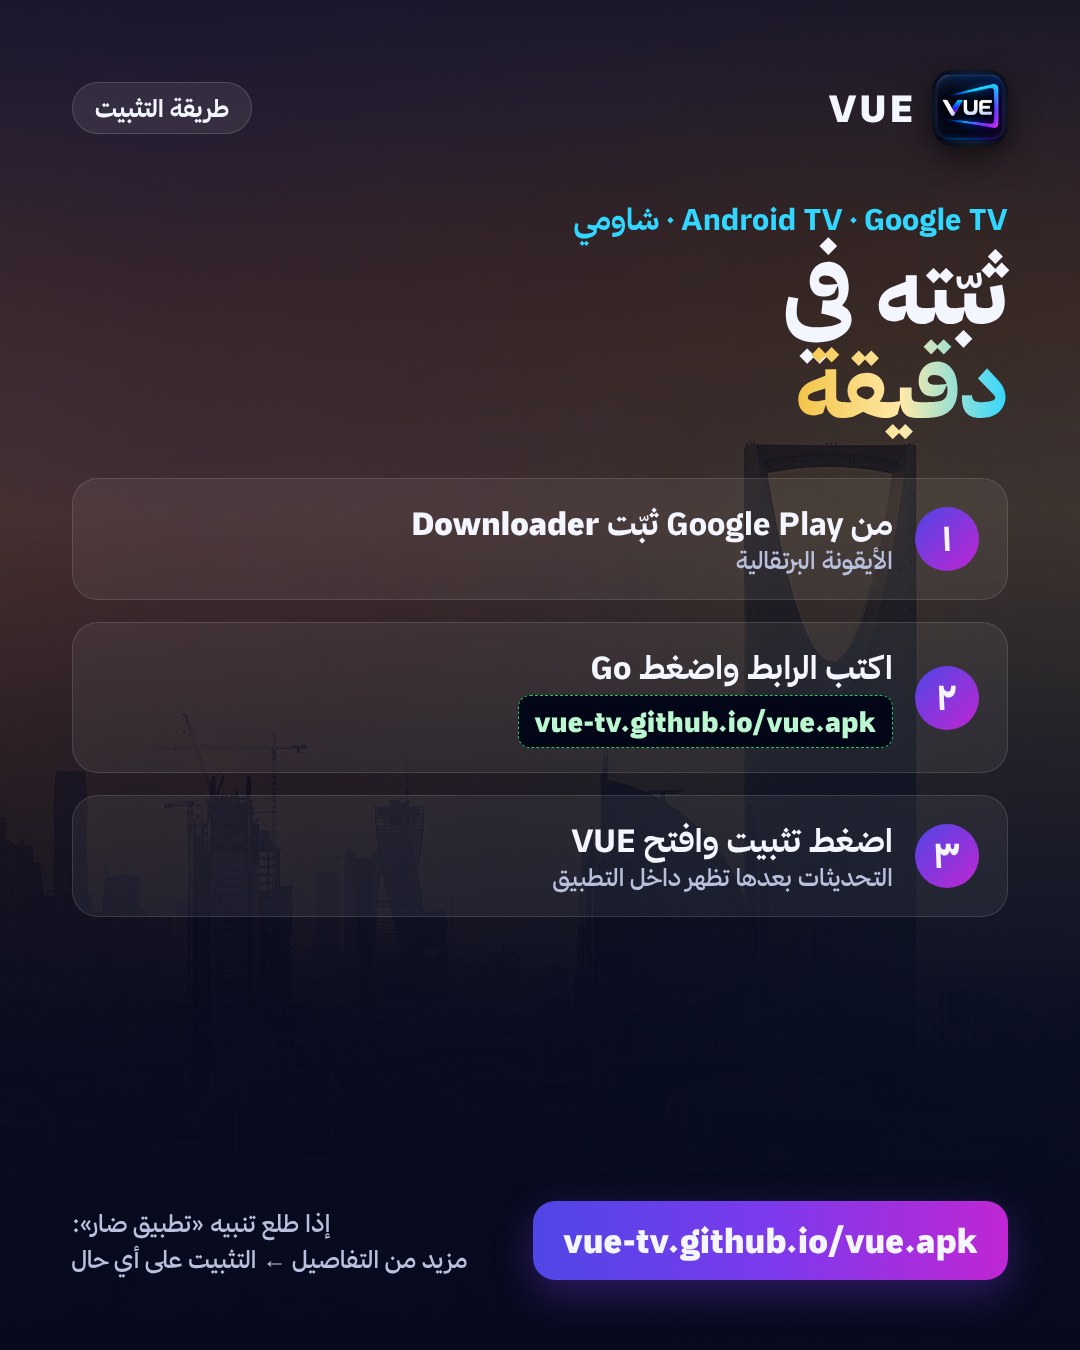 VUE
VUE
طريقة التثبيت
شاومي · Android TV · Google TV
ثبّته في
دقيقة
١
من Google Play ثبّت Downloader
الأيقونة البرتقالية
٢
اكتب الرابط واضغط Go
vue-tv.github.io/vue.apk
٣
اضغط تثبيت وافتح VUE
التحديثات بعدها تظهر داخل التطبيق
vue-tv.github.io/vue.apk
إذا طلع تنبيه «تطبيق ضار»:
مزيد من التفاصيل ← التثبيت على أي حال